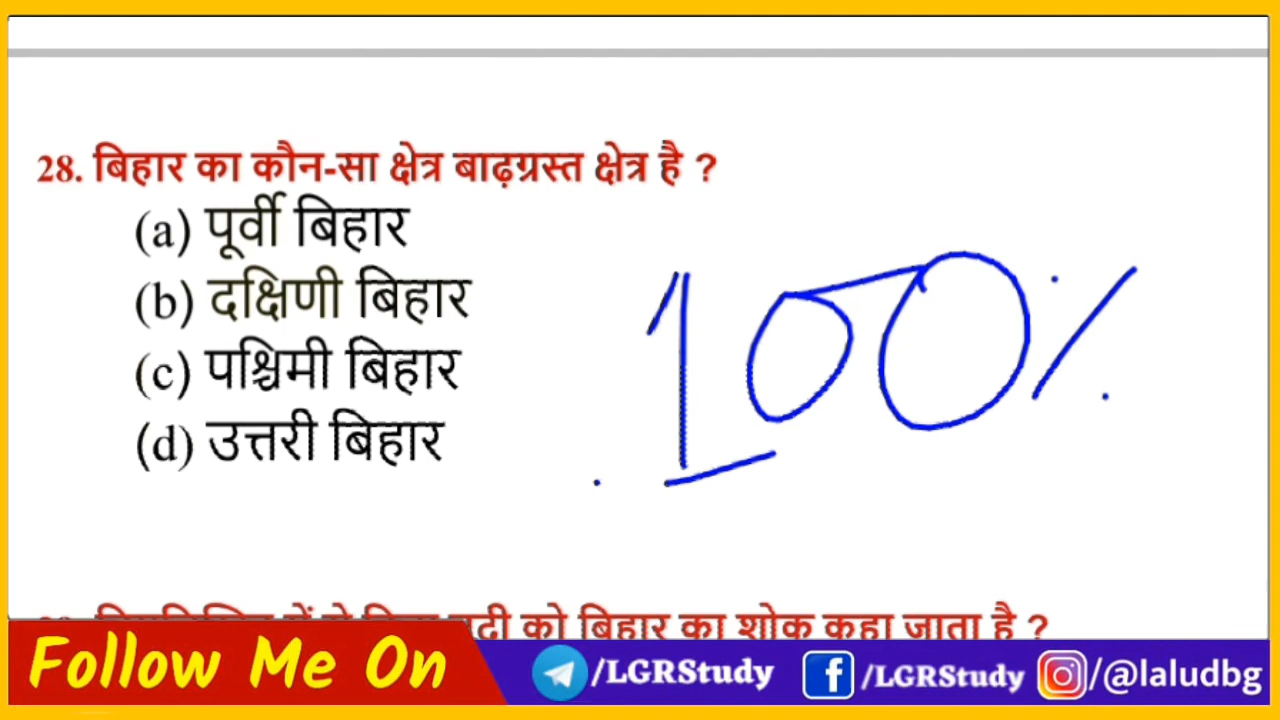 28. बिहार का कौन-सा क्षेत्र बाढ़ग्रस्त क्षेत्र है ?
(a) पूर्वी बिहार
(b) दक्षिणी बिहार
(c) पश्चिमी बिहार
(d) उत्तरी बिहार
100%
नदी को बिहार का शोक कहा जाता है ?
Follow Me On
/LGRStudy
/LGRStudy
/@laludbg